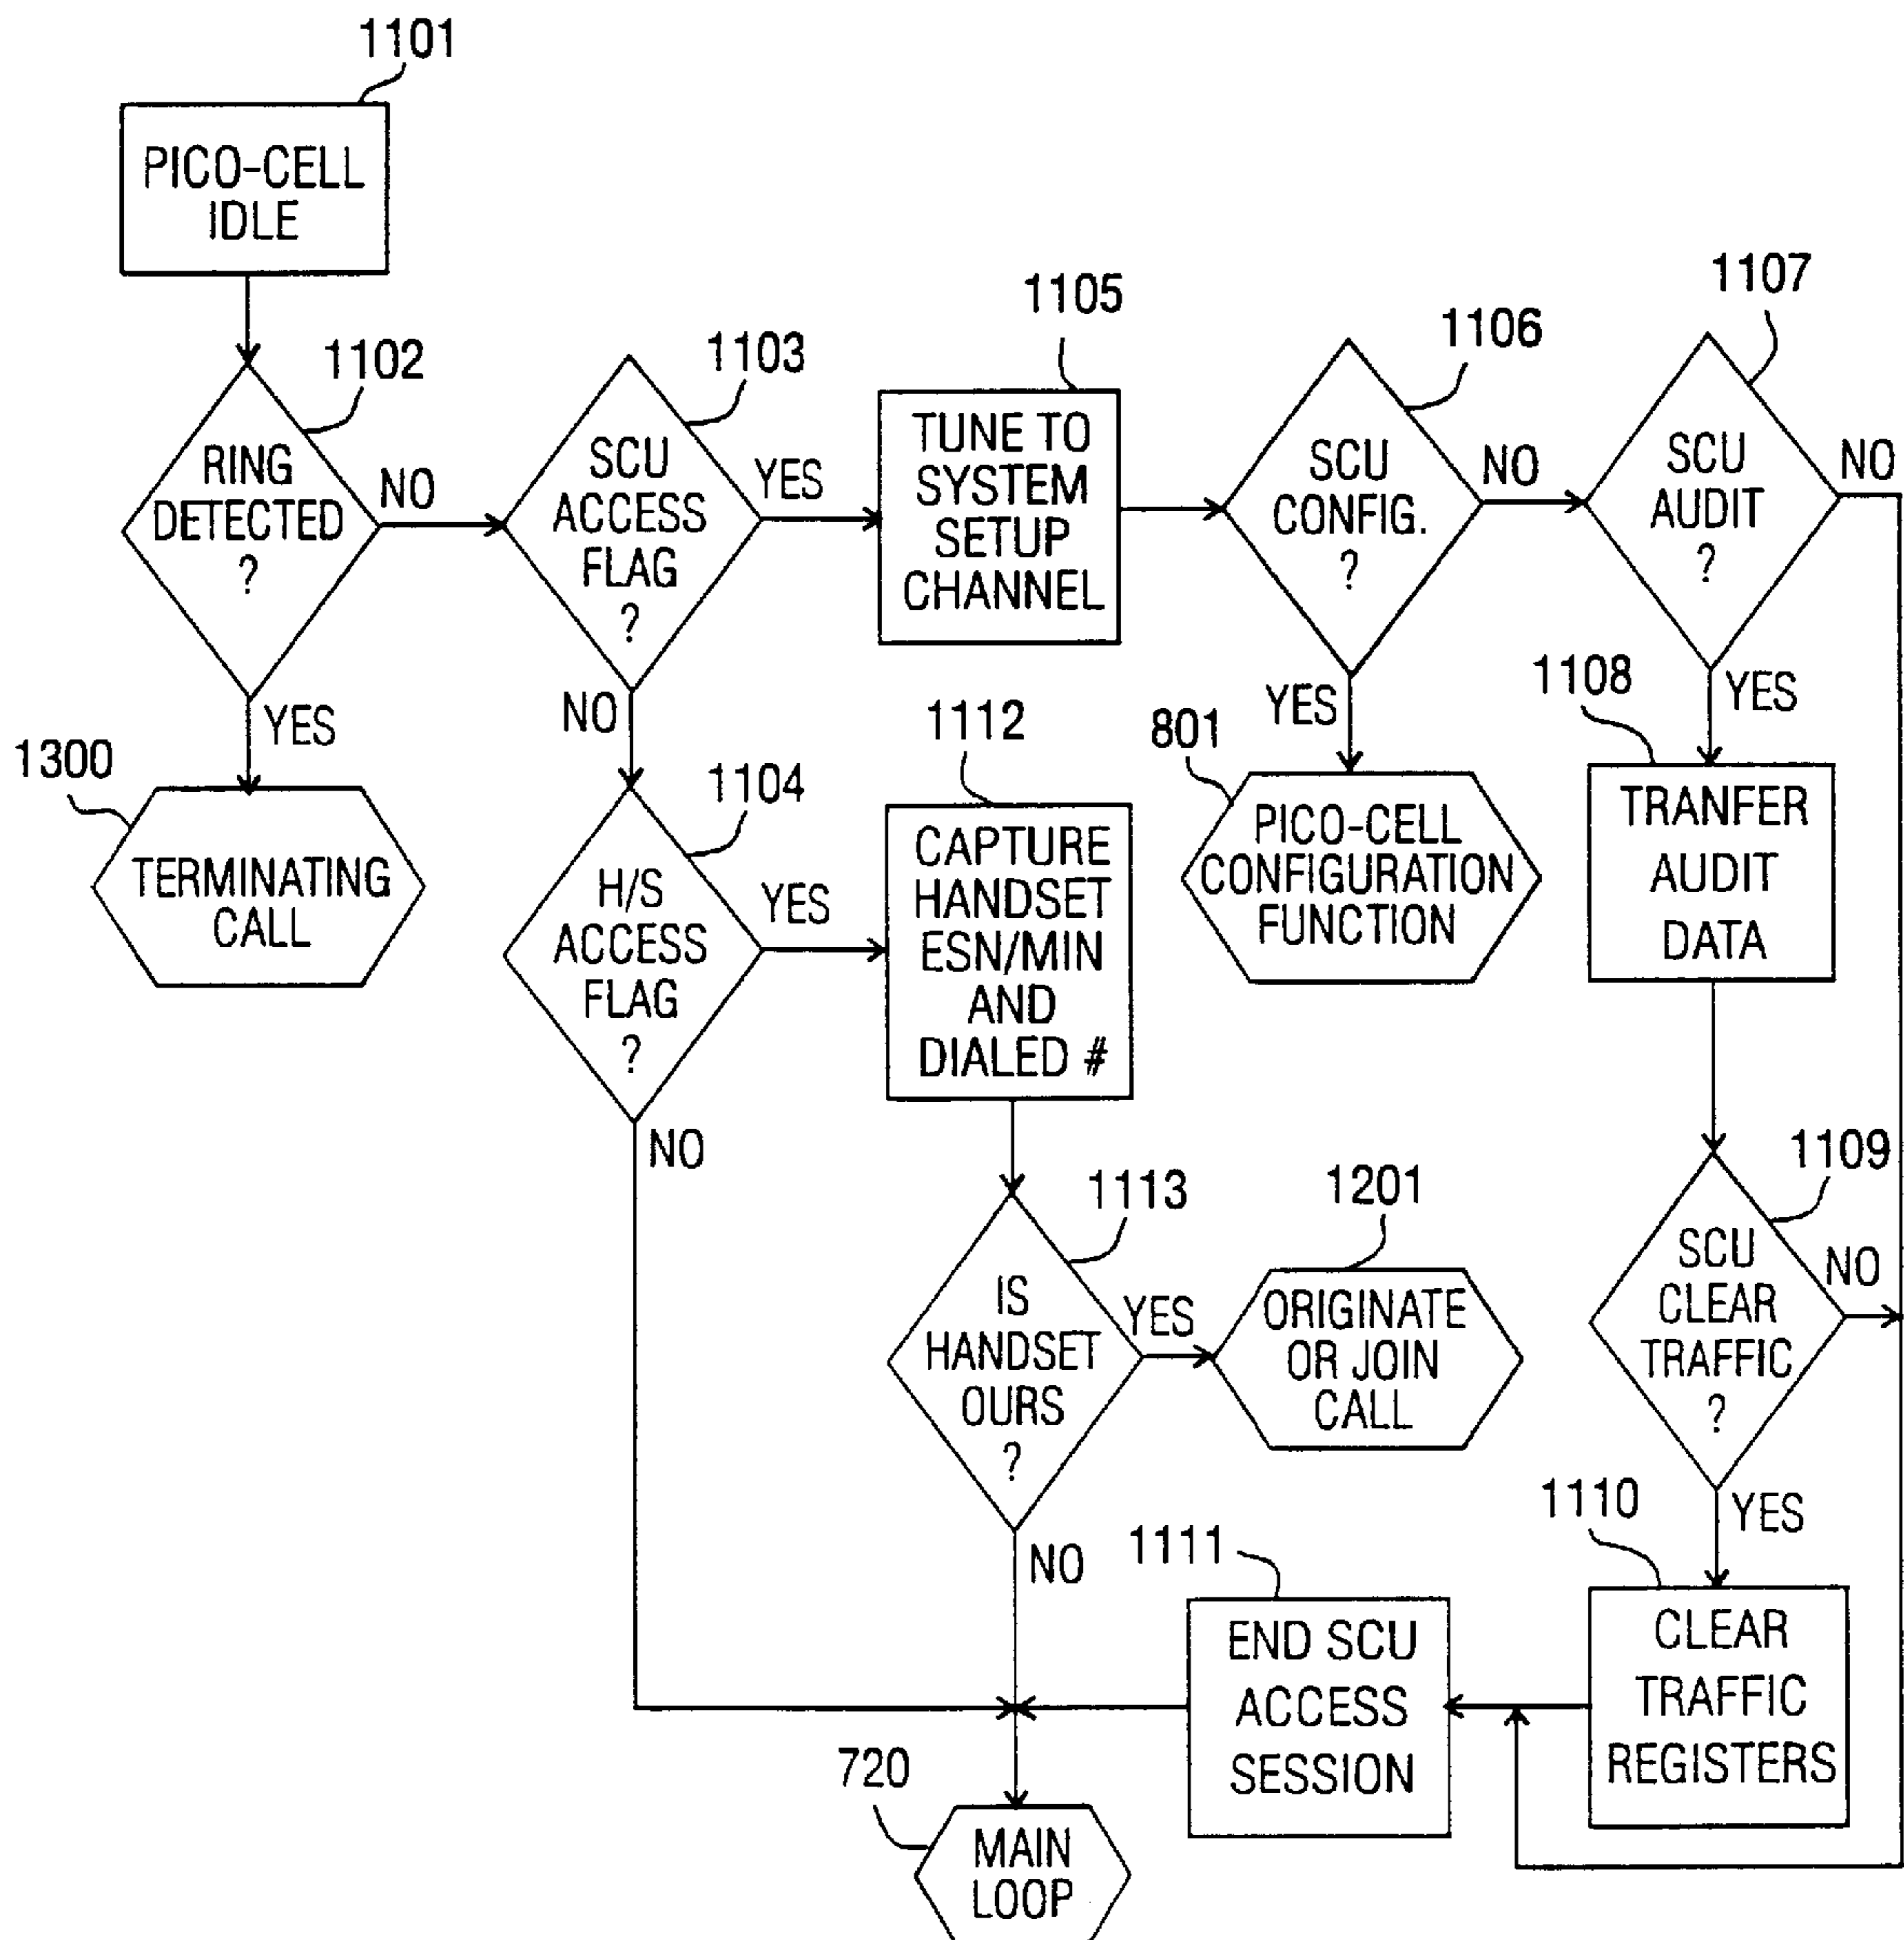 1101
PICO-CELL
IDLE
1102
RING
DETECTED
?
NO
YES
1300
TERMINATING
CALL
1103
SCU
ACCESS
FLAG
?
YES
NO
1105
TUNE TO
SYSTEM
SETUP
CHANNEL
1106
SCU
CONFIG.
?
NO
YES
801
PICO-CELL
CONFIGURATION
FUNCTION
1107
SCU
AUDIT
?
NO
YES
1108
TRANFER
AUDIT
DATA
1104
H/S
ACCESS
FLAG
?
YES
NO
1112
CAPTURE
HANDSET
ESN/MIN
AND
DIALED #
1113
IS
HANDSET
OURS
?
YES
NO
1201
ORIGINATE
OR JOIN
CALL
1109
SCU
CLEAR
TRAFFIC
?
NO
YES
1110
CLEAR
TRAFFIC
REGISTERS
1111
END SCU
ACCESS
SESSION
720
MAIN
LOOP